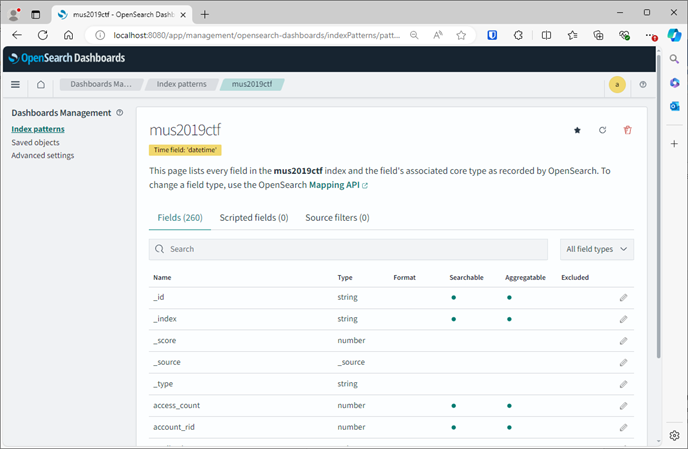 mus2019ctf - OpenSearch Dashb
localhost:8080/app/management/opensearch-dashboards/indexPatterns/patt...
OpenSearch Dashboards
Dashboards Ma...
Index patterns
mus2019ctf
a
Dashboards Management
Index patterns
Saved objects
Advanced settings
mus2019ctf
Time field: 'datetime'
This page lists every field in the mus2019ctf index and the field's associated core type as recorded by OpenSearch. To
change a field type, use the OpenSearch Mapping API
Fields (260) Scripted fields (0) Source filters (0)
Search
All field types
Name Type Format Searchable Aggregatable Excluded
_id string
_index string
_score number
_source _source
_type string
access_count number
account_rid number